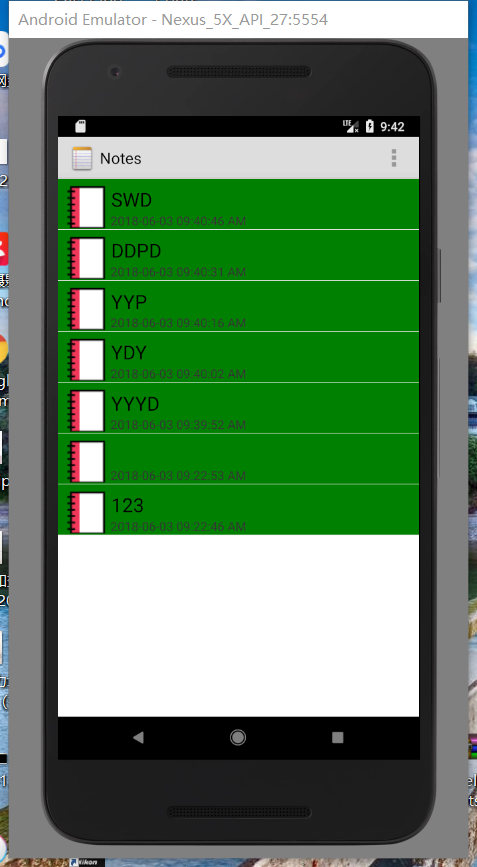 Android Emulator - Nexus_5X_API_27:5554
LTE 9:42
Notes
SWD
2018-06-03 09:40:46 AM
DDPD
2018-06-03 09:40:31 AM
YYP
2018-06-03 09:40:16 AM
YDY
2018-06-03 09:40:02 AM
YYYD
2018-06-03 09:39:52 AM
2018-06-03 09:22:53 AM
123
2018-06-03 09:22:46 AM
Nikon